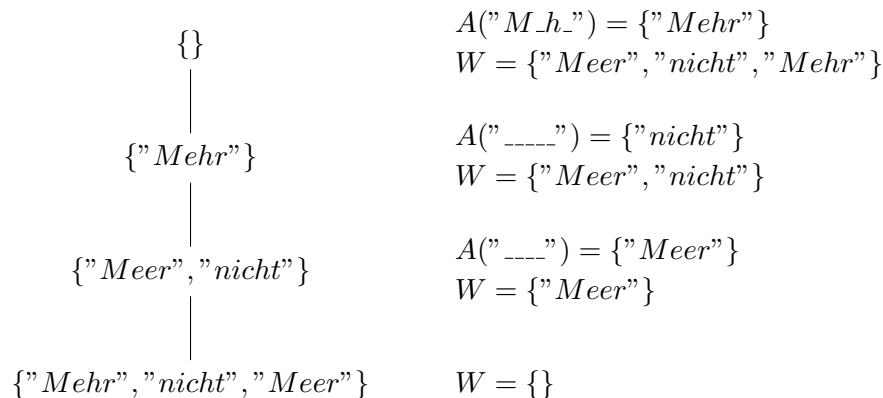 {}
A("M_h_") = {"Mehr"}
W = {"Meer", "nicht", "Mehr"}
{"Mehr"}
A("_____") = {"nicht"}
W = {"Meer", "nicht"}
{"Meer", "nicht"}
A("____") = {"Meer"}
W = {"Meer"}
{"Mehr", "nicht", "Meer"}
W = {}